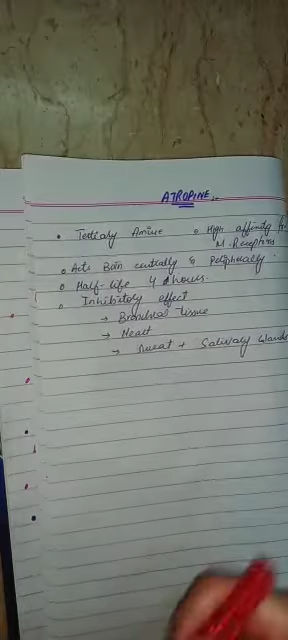 ATROPINE :-
• Tertiary Amine • High affinity for
M. Receptors
• Acts Both centrally & Peripherally.
• Half-life 4 hours.
• Inhibitory effect
→ Bronchial Tissue
→ Heart
→ Sweat + Salivary Glands